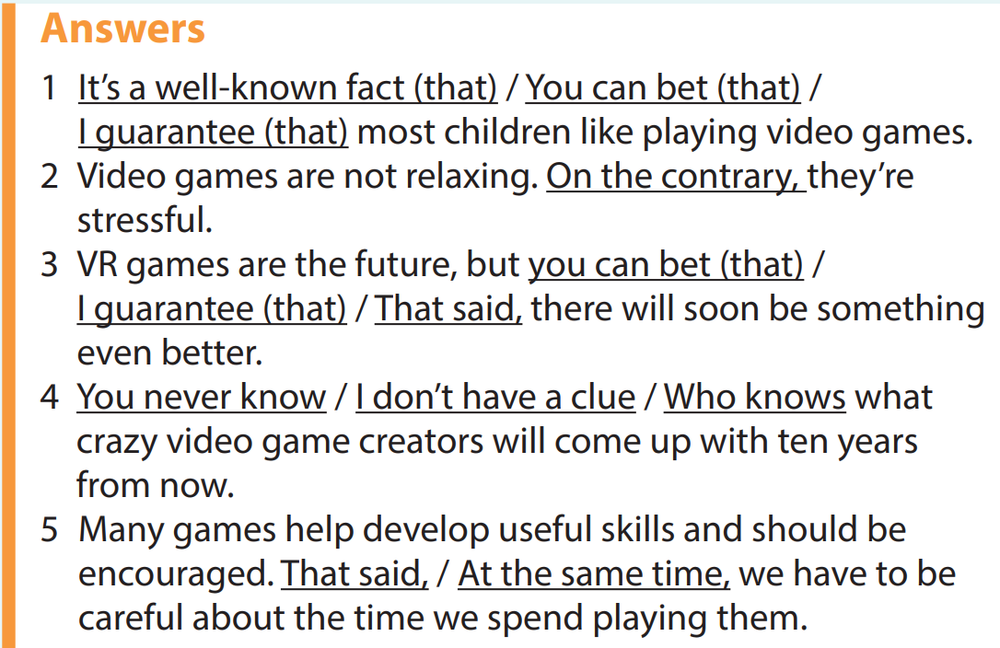 Answers
1 It’s a well-known fact (that) / You can bet (that) /
I guarantee (that) most children like playing video games.
2 Video games are not relaxing. On the contrary, they’re
stressful.
3 VR games are the future, but you can bet (that) /
I guarantee (that) / That said, there will soon be something
even better.
4 You never know / I don’t have a clue / Who knows what
crazy video game creators will come up with ten years
from now.
5 Many games help develop useful skills and should be
encouraged. That said, / At the same time, we have to be
careful about the time we spend playing them.